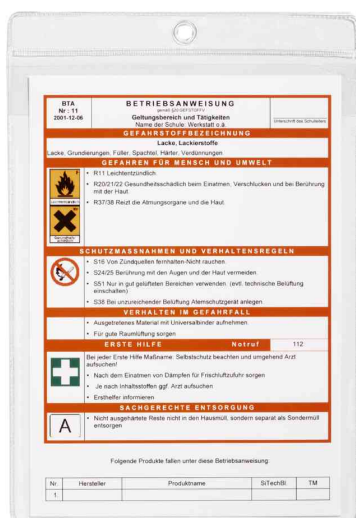 BTA
Nr : 11
2001-12-06
BETRIEBSANWEISUNG
gemäß §20 GEFSTOFFV
Geltungsbereich und Tätigkeiten
Name der Schule, Werkstatt o.ä.
Unterschrift des Schulleiters
GEFAHRSTOFFBEZEICHNUNG
Lacke, Lackierstoffe
Lacke, Grundierungen, Füller, Spachtel, Härter, Verdünnungen
GEFAHREN FÜR MENSCH UND UMWELT
Leichtentzündlich
Gesundheitsschädlich
• R11 Leichtentzündlich
• R20/21/22 Gesundheitsschädlich beim Einatmen, Verschlucken und bei Berührung
mit der Haut.
• R37/38 Reizt die Atmungsorgane und die Haut.
SCHUTZMASSNAHMEN UND VERHALTENSREGELN
• S16 Von Zündquellen fernhalten-Nicht rauchen
• S24/25 Berührung mit den Augen und der Haut vermeiden.
• S51 Nur in gut gelüfteten Bereichen verwenden. (evtl. technische Belüftung
einschalten)
• S38 Bei unzureichender Belüftung Atemschutzgerät anlegen
VERHALTEN IM GEFAHRFALL
• Ausgetretenes Material mit Universalbinder aufnehmen.
• Für gute Raumlüftung sorgen
ERSTE HILFE Notruf 112
Bei jeder Erste Hilfe Maßname: Selbstschutz beachten und umgehend Arzt
aufsuchen!
• Nach dem Einatmen von Dämpfen für Frischluftzufuhr sorgen
• Je nach Inhaltsstoffen ggf. Arzt aufsuchen
• Ersthelfer informieren
SACHGERECHTE ENTSORGUNG
A
• Nicht ausgehärtete Reste nicht in den Hausmüll, sondern separat als Sondermüll
entsorgen
Folgende Produkte fallen unter diese Betriebsanweisung:
Nr. Hersteller Produktname SiTechBl. TM
1.